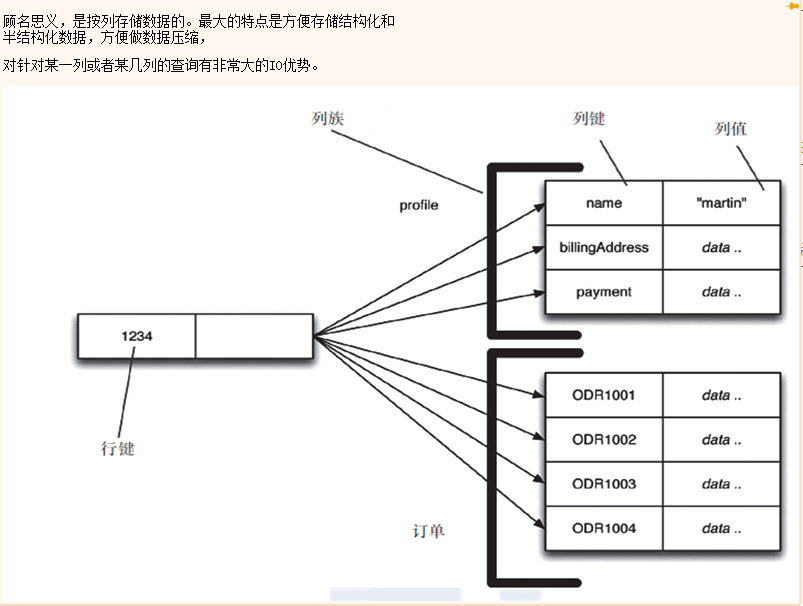 顾名思义，是按列存储数据的。最大的特点是方便存储结构化和
半结构化数据，方便做数据压缩，
对针对某一列或者某几列的查询有非常大的IO优势。
列族
列键
列值
profile
name
"martin"
billingAddress
data ..
payment
data ..
1234
行键
ODR1001
data ..
ODR1002
data ..
ODR1003
data ..
ODR1004
data ..
订单